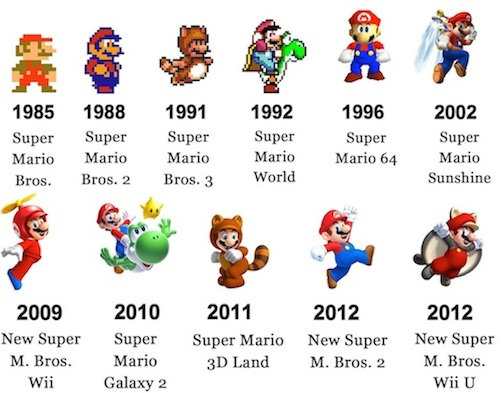 1985 1988 1991 1992 1996 2002
Super Super Super Super Super Super
Mario Mario Mario Mario Mario 64 Mario
Bros. Bros. 2 Bros. 3 World Sunshine
2009 2010 2011 2012 2012
New Super Super Super Mario New Super New Super
M. Bros. Mario 3D Land M. Bros. 2 M. Bros.
Wii Galaxy 2 Wii U